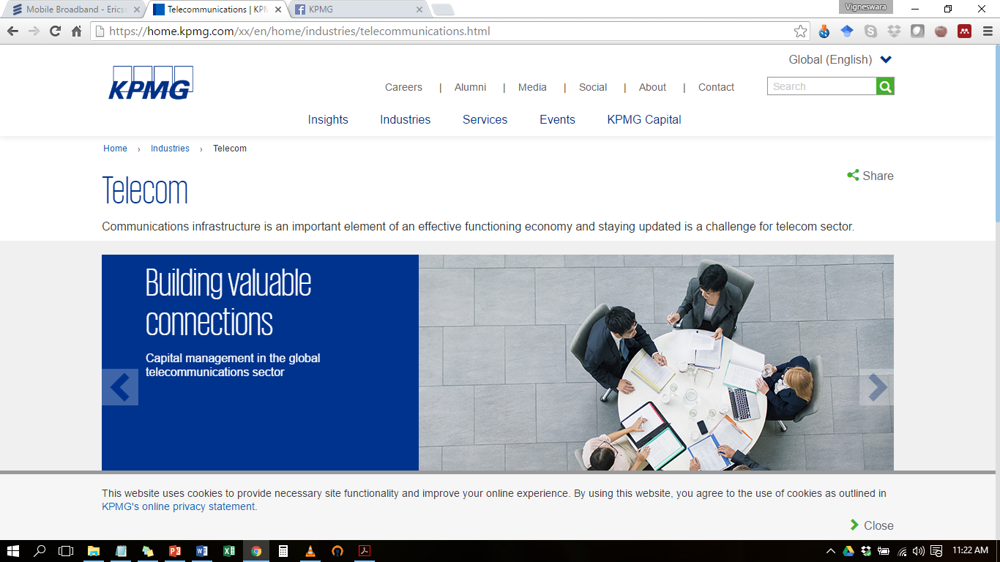 Mobile Broadband - Erics
Telecommunications | KPM
KPMG
Vigneswara
https://home.kpmg.com/xx/en/home/industries/telecommunications.html
Global (English)
KPMG
Careers | Alumni | Media | Social | About | Contact
Search
Insights Industries Services Events KPMG Capital
Home › Industries › Telecom
Share
Telecom
Communications infrastructure is an important element of an effective functioning economy and staying updated is a challenge for telecom sector.
Building valuable
connections
Capital management in the global
telecommunications sector
This website uses cookies to provide necessary site functionality and improve your online experience. By using this website, you agree to the use of cookies as outlined in
KPMG's online privacy statement.
Close
11:22 AM